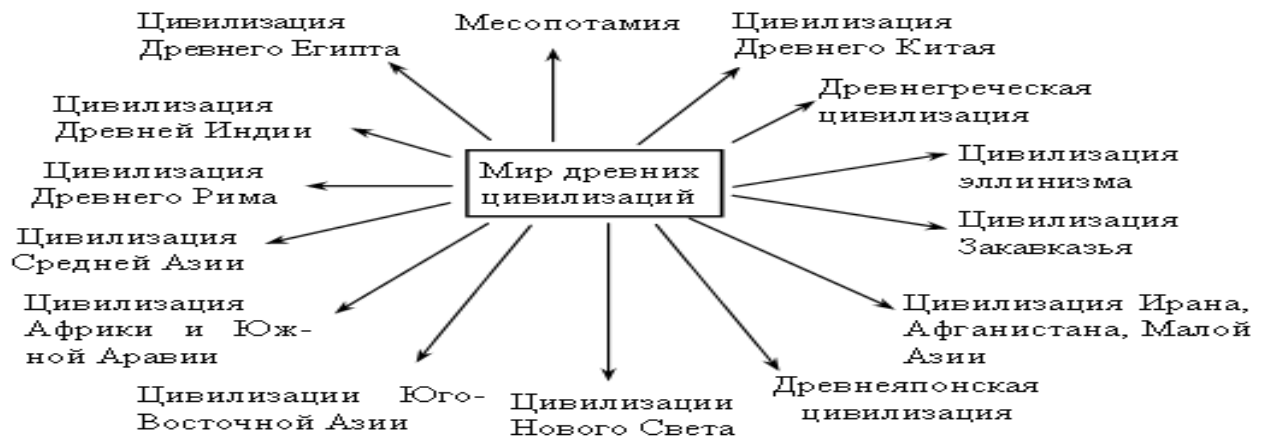 Цивилизация
Древнего Египта
Месопотамия
Цивилизация
Древнего Китая
Древнегреческая
цивилизация
Цивилизация
Древней Индии
Мир древних
цивилизаций
Цивилизация
эллинизма
Цивилизация
Древнего Рима
Цивилизация
Закавказья
Цивилизация
Средней Азии
Цивилизация
Африки и Юж-
ной Аравии
Цивилизация Ирана,
Афганистана, Малой
Азии
Цивилизации Юго-
Восточной Азии
Цивилизации
Нового Света
Древнеяпонская
цивилизация